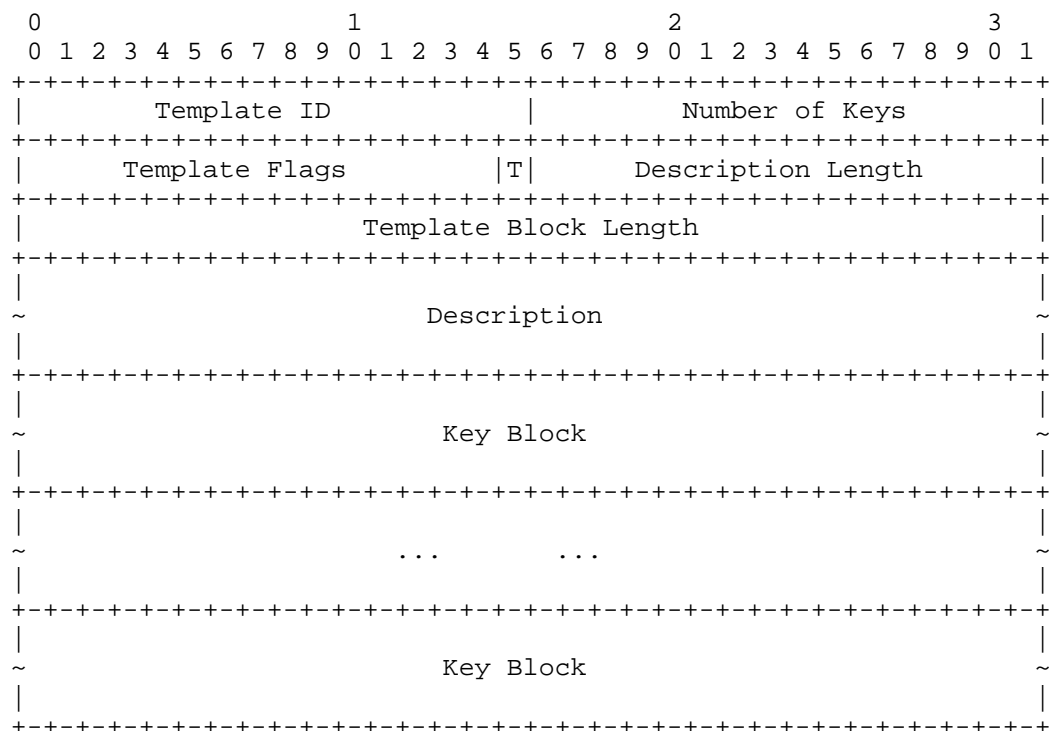 0                   1                   2                   3
 0 1 2 3 4 5 6 7 8 9 0 1 2 3 4 5 6 7 8 9 0 1 2 3 4 5 6 7 8 9 0 1
+-+-+-+-+-+-+-+-+-+-+-+-+-+-+-+-+-+-+-+-+-+-+-+-+-+-+-+-+-+-+-+-+
|        Template ID            |         Number of Keys        |
+-+-+-+-+-+-+-+-+-+-+-+-+-+-+-+-+-+-+-+-+-+-+-+-+-+-+-+-+-+-+-+-+
|      Template Flags         |T|      Description Length       |
+-+-+-+-+-+-+-+-+-+-+-+-+-+-+-+-+-+-+-+-+-+-+-+-+-+-+-+-+-+-+-+-+
|                     Template Block Length                     |
+-+-+-+-+-+-+-+-+-+-+-+-+-+-+-+-+-+-+-+-+-+-+-+-+-+-+-+-+-+-+-+-+
|                                                               |
~                         Description                           ~
|                                                               |
+-+-+-+-+-+-+-+-+-+-+-+-+-+-+-+-+-+-+-+-+-+-+-+-+-+-+-+-+-+-+-+-+
|                                                               |
~                          Key Block                            ~
|                                                               |
+-+-+-+-+-+-+-+-+-+-+-+-+-+-+-+-+-+-+-+-+-+-+-+-+-+-+-+-+-+-+-+-+
|                                                               |
~                       ...       ...                           ~
|                                                               |
+-+-+-+-+-+-+-+-+-+-+-+-+-+-+-+-+-+-+-+-+-+-+-+-+-+-+-+-+-+-+-+-+
|                                                               |
~                          Key Block                            ~
|                                                               |
+-+-+-+-+-+-+-+-+-+-+-+-+-+-+-+-+-+-+-+-+-+-+-+-+-+-+-+-+-+-+-+-+